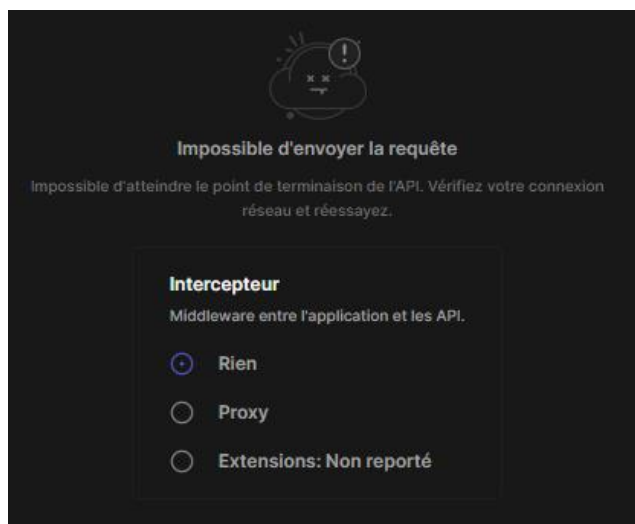 Impossible d'envoyer la requête
Impossible d'atteindre le point de terminaison de l'API. Vérifiez votre connexion
réseau et réessayez.
Intercepteur
Middleware entre l'application et les API.
Rien
Proxy
Extensions: Non reporté